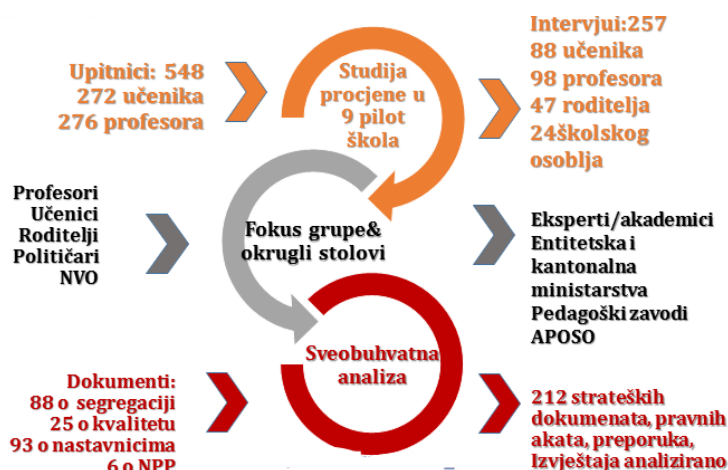 Upitnici: 548
272 učenika
276 profesora
Studija
procjene u
9 pilot
škola
Intervjui:257
88 učenika
98 profesora
47 roditelja
24školskog
osoblja
Profesori
Učenici
Roditelji
Političari
NVO
Fokus grupe&
okrugli stolovi
Eksperti/akademici
Entitetska i
kantonalna
ministarstva
Pedagoški zavodi
APOSO
Dokumenti:
88 o segregaciji
25 o kvalitetu
93 o nastavnicima
6 o NPP
Sveobuhvatna
analiza
212 strateških
dokumenata, pravnih
akata, preporuka,
Izvještaja analizirano